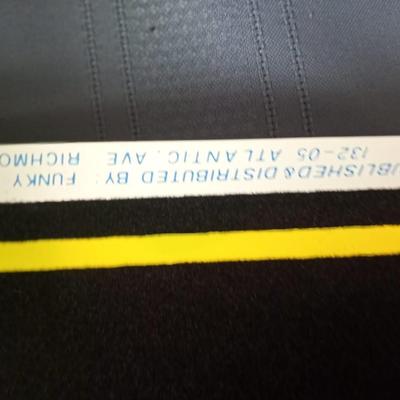 UBLISHED & DISTRIBUTED BY: FUNKY
132-05 ATLANTIC. AVE RICHMO